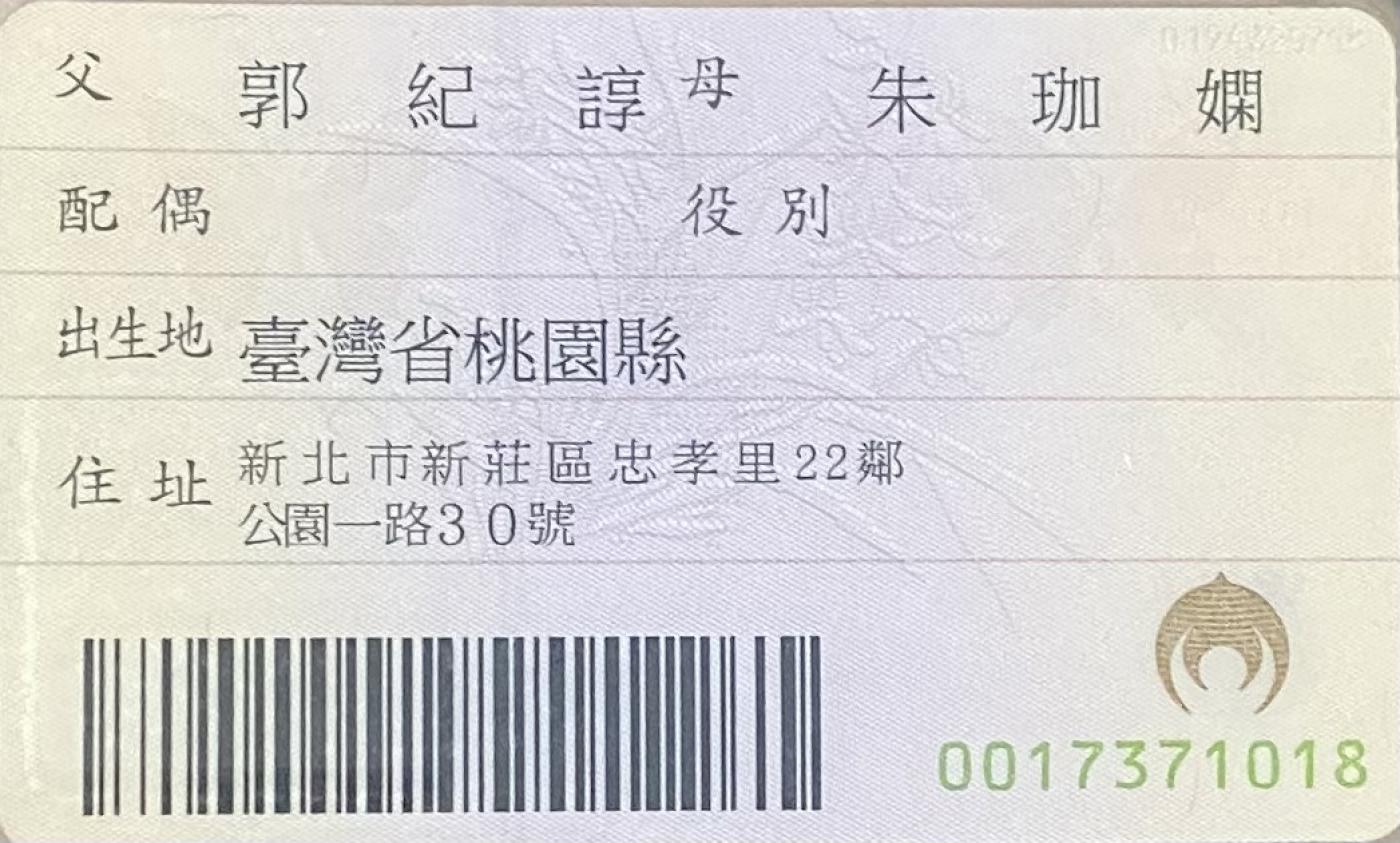 父 郭紀諄 母 朱珈嫻
配偶 役別
出生地 臺灣省桃園縣
住址 新北市新莊區忠孝里22鄰
公園一路30號
0017371018